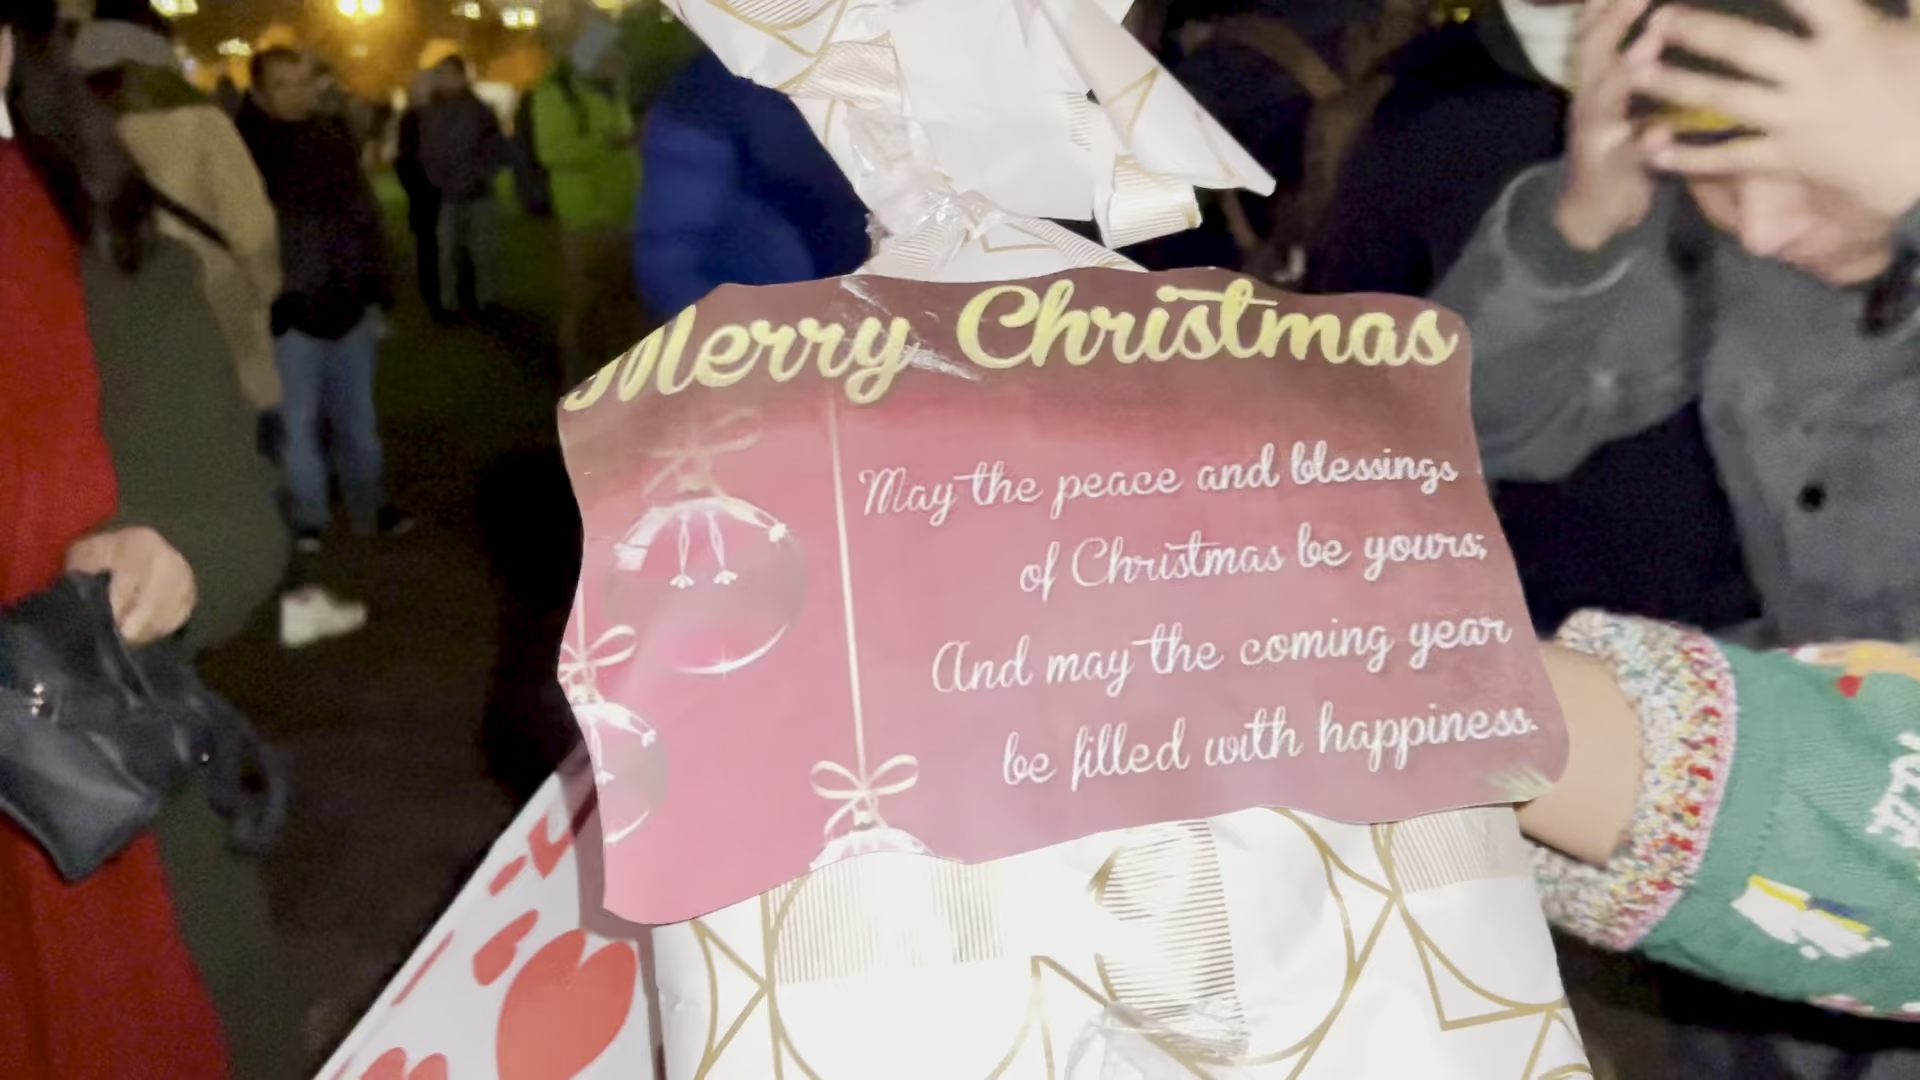 Merry Christmas
May the peace and blessings
of Christmas be yours;
And may the coming year
be filled with happiness.